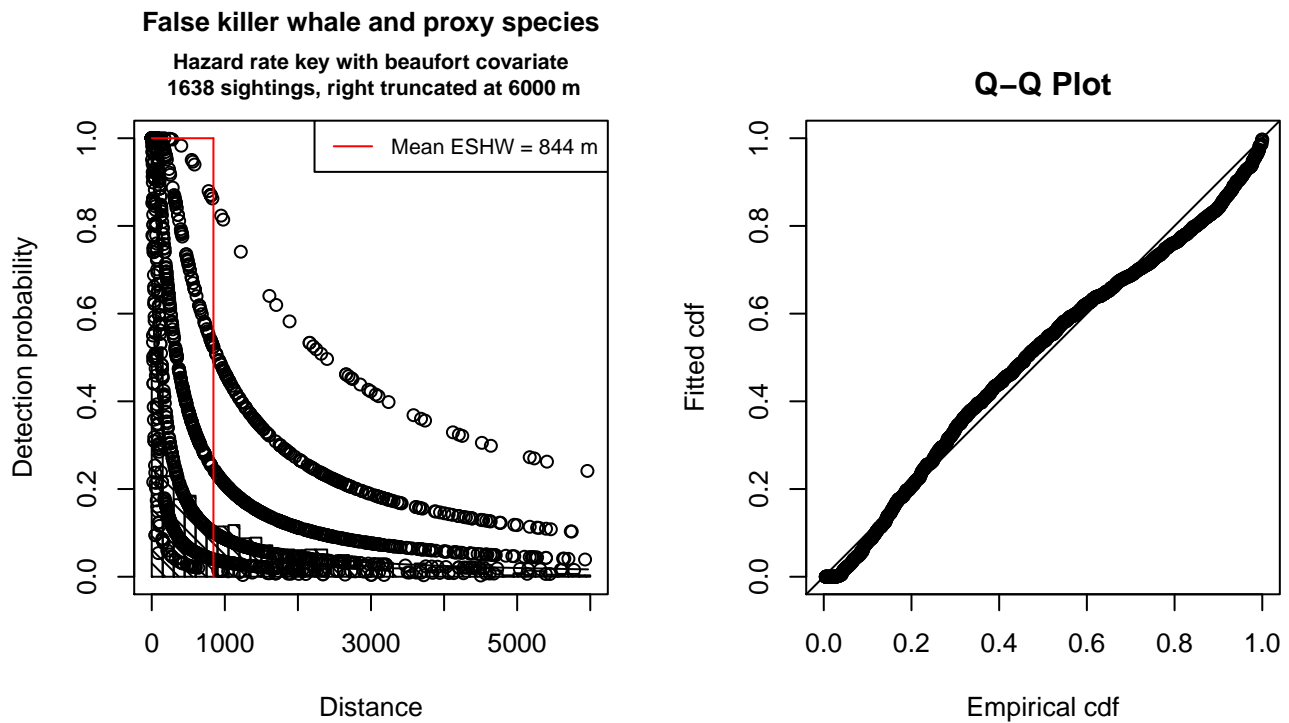 False killer whale and proxy species
Hazard rate key with beaufort covariate
1638 sightings, right truncated at 6000 m
Mean ESHW = 844 m
Detection probability
1.0
0.8
0.6
0.4
0.2
0.0
0 1000 3000 5000
Distance
Q−Q Plot
Fitted cdf
1.0
0.8
0.6
0.4
0.2
0.0
0.0 0.2 0.4 0.6 0.8 1.0
Empirical cdf